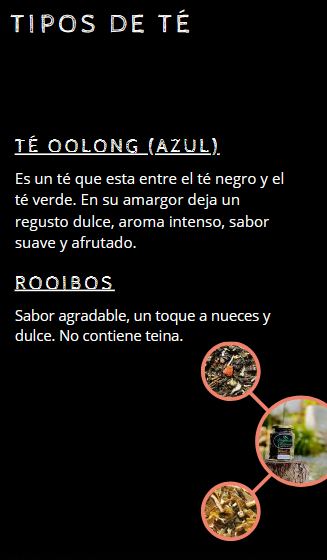 TIPOS DE TÉ
TÉ OOLONG (AZUL)
Es un té que esta entre el té negro y el
té verde. En su amargor deja un
regusto dulce, aroma intenso, sabor
suave y afrutado.
ROOIBOS
Sabor agradable, un toque a nueces y
dulce. No contiene teina.